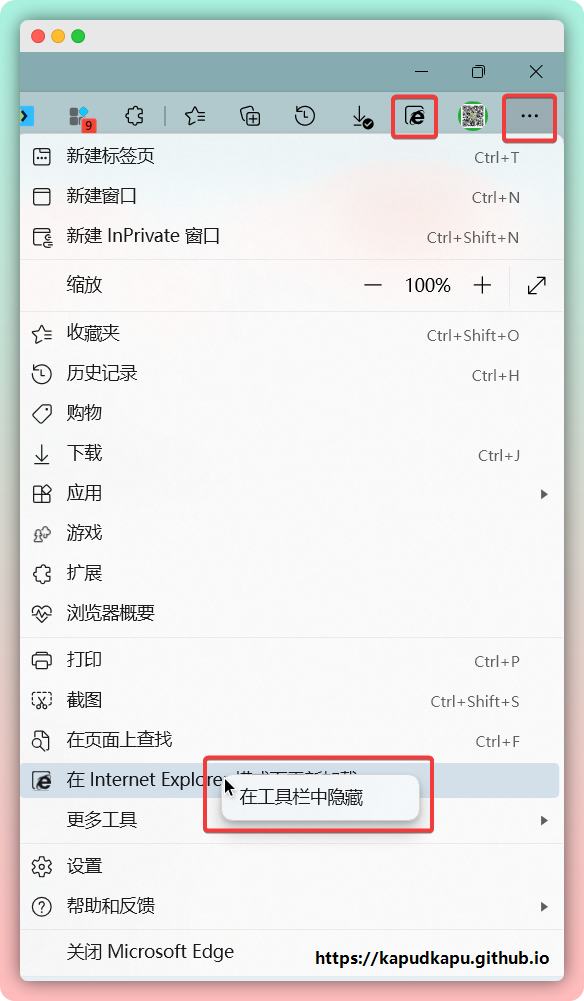 9
新建标签页 Ctrl+T
新建窗口 Ctrl+N
新建 InPrivate 窗口 Ctrl+Shift+N
缩放 100%
收藏夹 Ctrl+Shift+O
历史记录 Ctrl+H
购物
下载 Ctrl+J
应用
游戏
扩展
浏览器概要
打印 Ctrl+P
截图 Ctrl+Shift+S
在页面上查找 Ctrl+F
在 Internet Explorer
在工具栏中隐藏
更多工具
设置
帮助和反馈
关闭 Microsoft Edge
https://kapudkapu.github.io